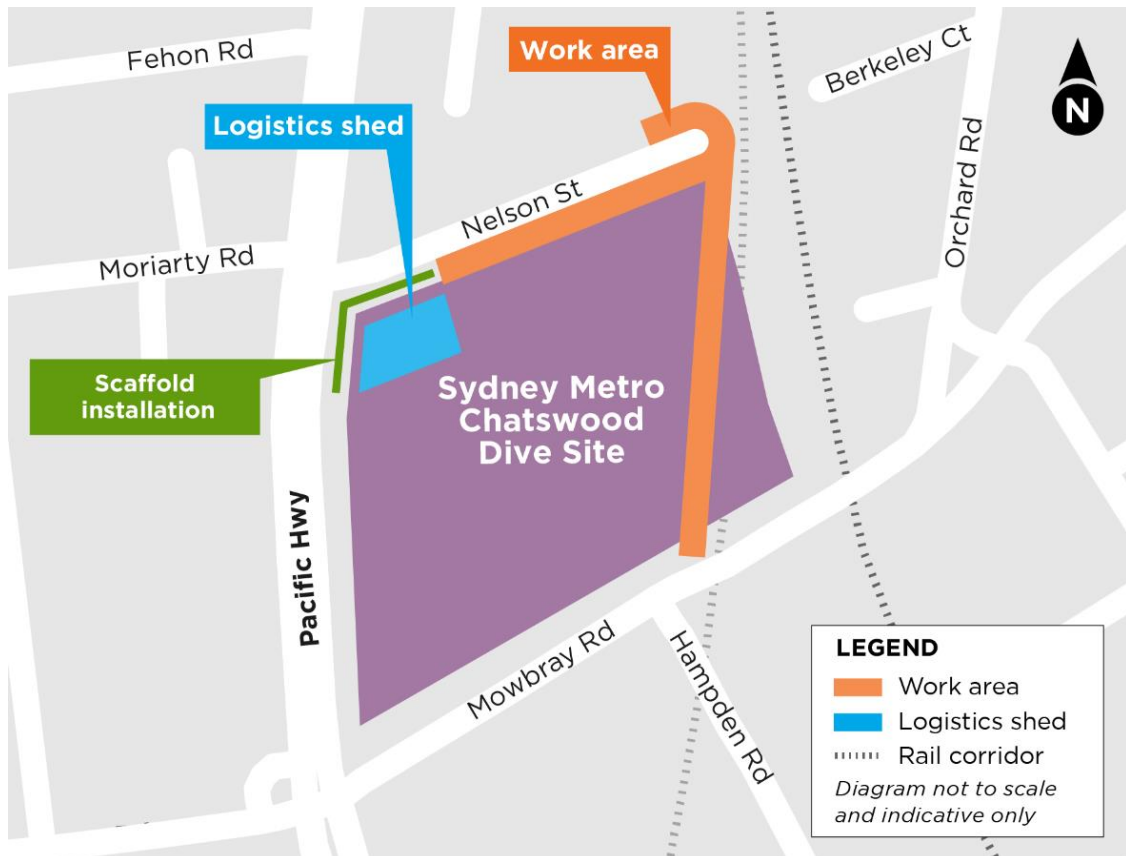 Fehon Rd
Work area
Berkeley Ct
N
Logistics shed
Orchard Rd
Nelson St
Moriarty Rd
Scaffold
installation
Sydney Metro
Chatswood
Dive Site
Pacific Hwy
Mowbray Rd
Hampden Rd
LEGEND
Work area
Logistics shed
Rail corridor
Diagram not to scale
and indicative only